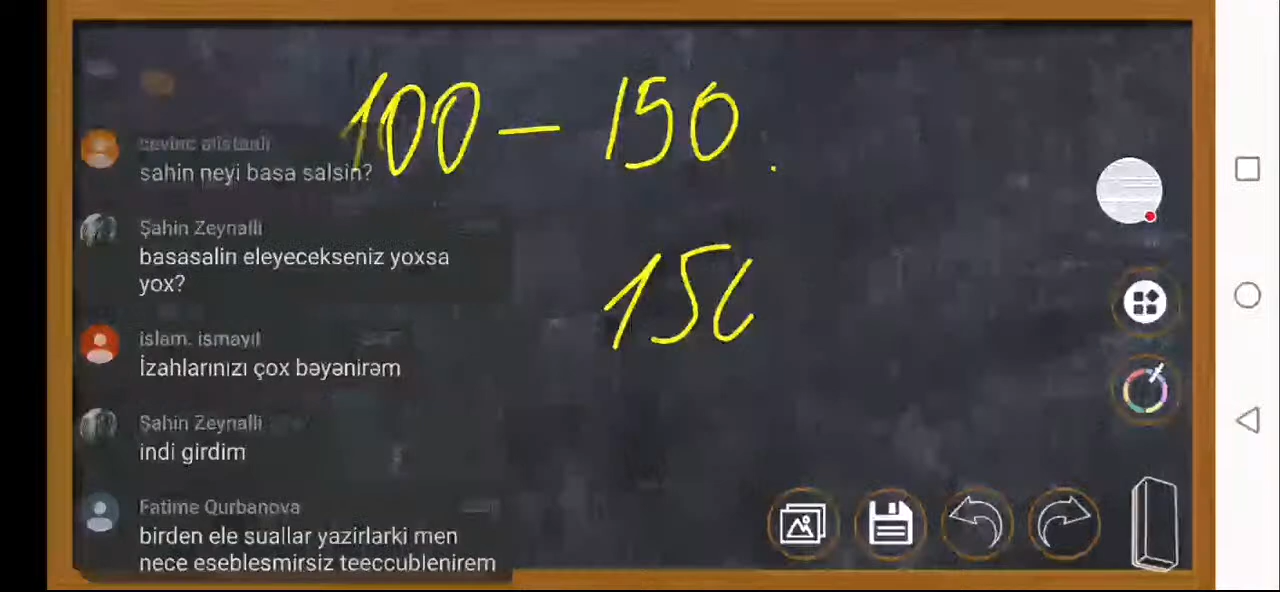 100 – 150.
150
sahin neyi basa salsin?
Şahin Zeynalli
basasalin eleyecekseniz yoxsa
yox?
islam. ismayıl
İzahlarınızı çox bəyənirəm
Şahin Zeynalli
indi girdim
Fatime Qurbanova
birden ele suallar yazirlarki men
nece eseblesmirsiz teeccublenirem